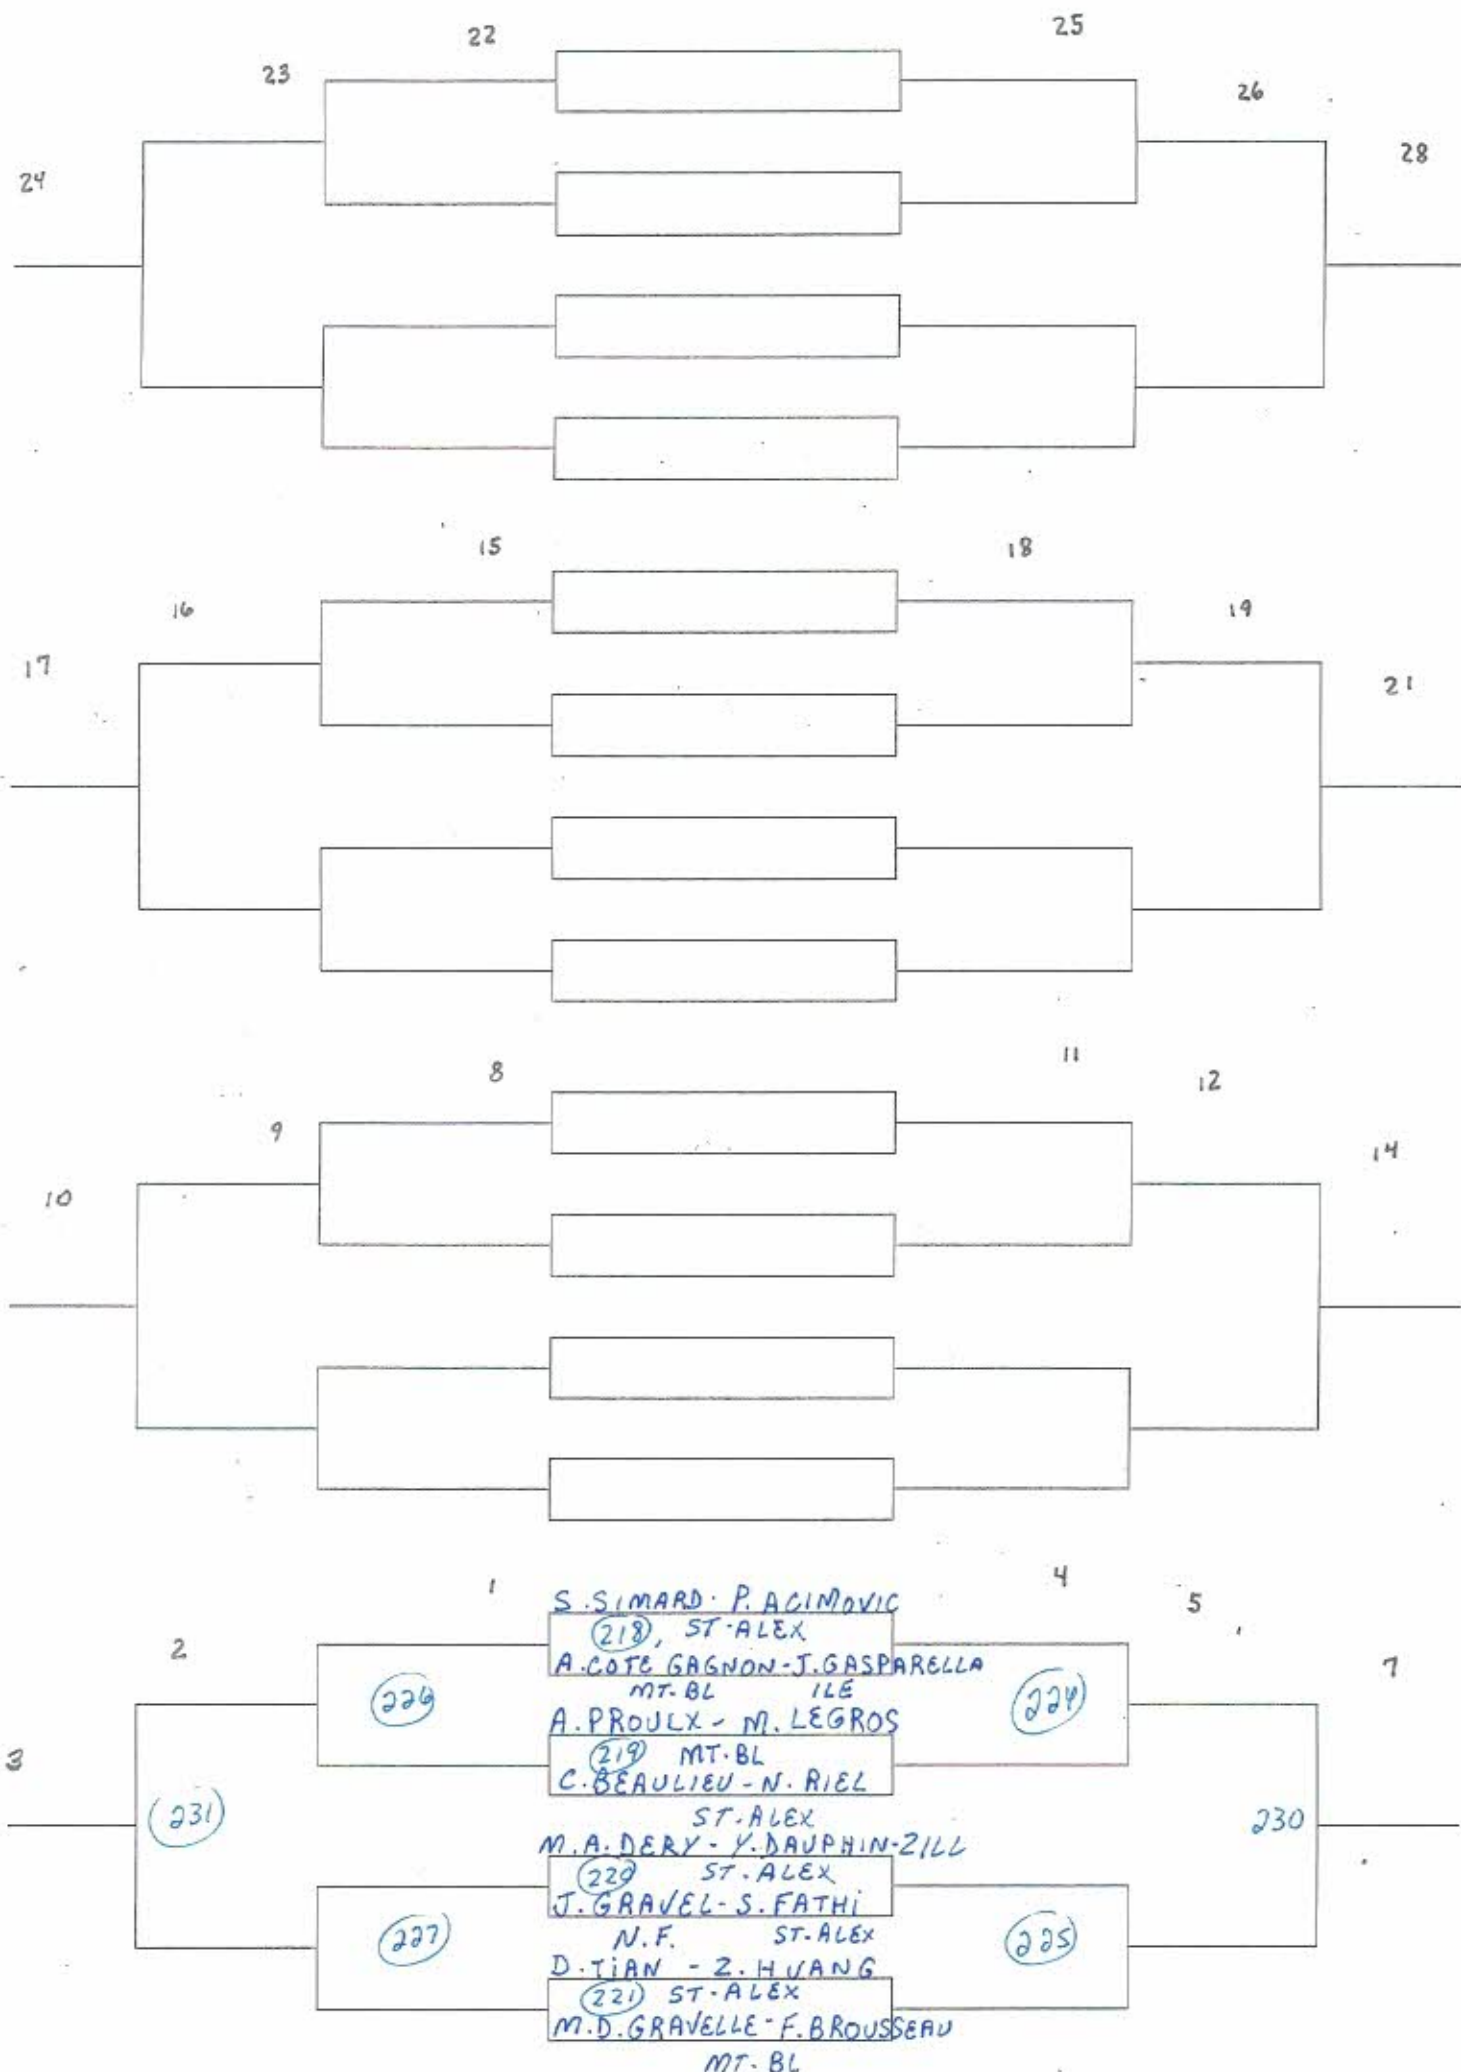 22
25
23
26
24
28
15
18
16
19
17
21
8
11
9
12
10
14
1
4
2
5
3
7
S. SIMARD - P. ACIMOVIC
218, ST-ALEX
A. COTE GAGNON - J. GASPARELLA
MT. BL ILE
226
224
A. PROULX - M. LEGROS
219 MT. BL
C. BEAULIEU - N. RIEL
ST. ALEX
231
230
M. A. DERY - Y. DAUPHIN-ZILL
220 ST. ALEX
J. GRAVEL - S. FATHi
N.F. ST-ALEX
227
225
D. TiAN - Z. HUANG
221 ST-ALEX
M.D. GRAVELLE - F. BROUSSEAU
MT. BL